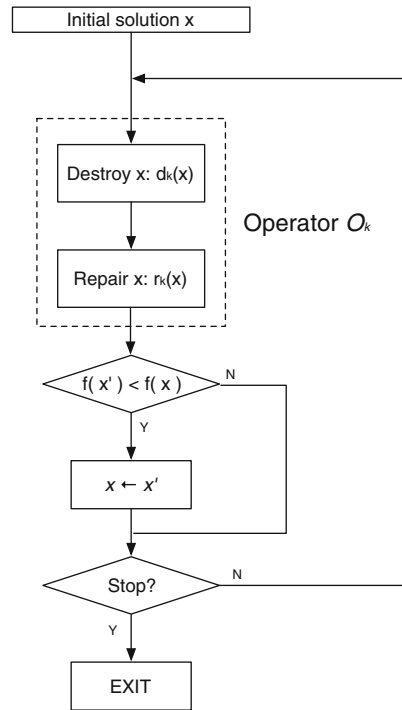 Initial solution x
Destroy x: dk(x)
Operator Ok
Repair x: rk(x)
f( x' ) < f( x )
N
Y
x ← x'
Stop?
N
Y
EXIT